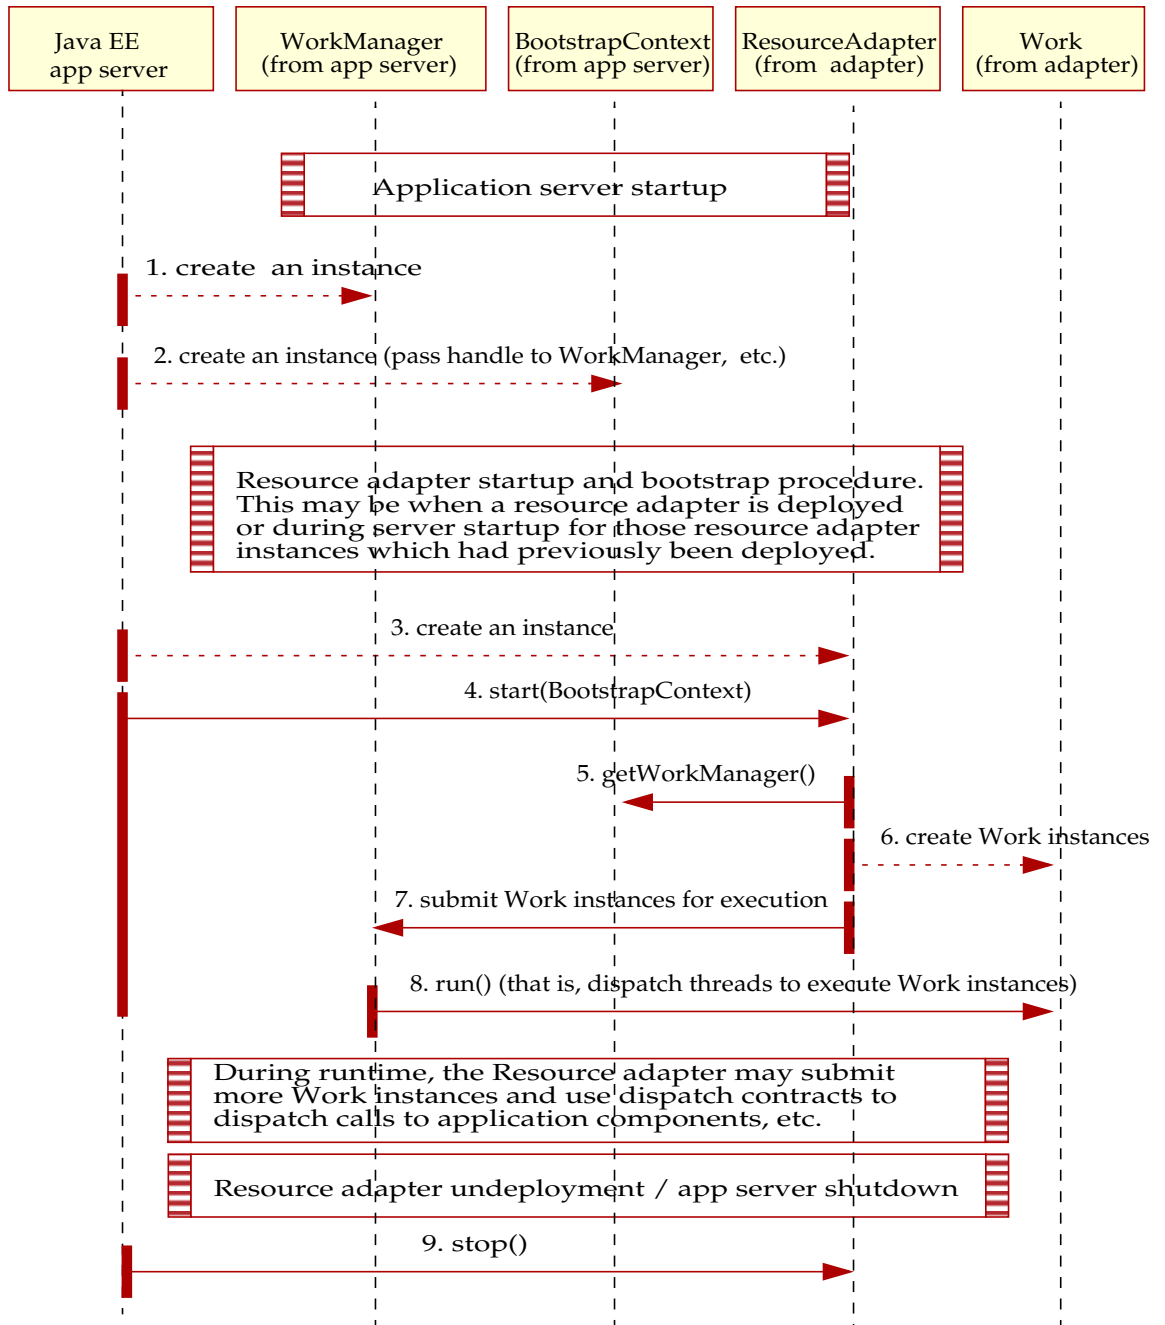 Java EE
app server
WorkManager
(from app server)
BootstrapContext
(from app server)
ResourceAdapter
(from adapter)
Work
(from adapter)
Application server startup
1. create an instance
2. create an instance (pass handle to WorkManager, etc.)
Resource adapter startup and bootstrap procedure.
This may be when a resource adapter is deployed
or during server startup for those resource adapter
instances which had previously been deployed.
3. create an instance
4. start(BootstrapContext)
5. getWorkManager()
6. create Work instances
7. submit Work instances for execution
8. run() (that is, dispatch threads to execute Work instances)
During runtime, the Resource adapter may submit
more Work instances and use dispatch contracts to
dispatch calls to application components, etc.
Resource adapter undeployment / app server shutdown
9. stop()